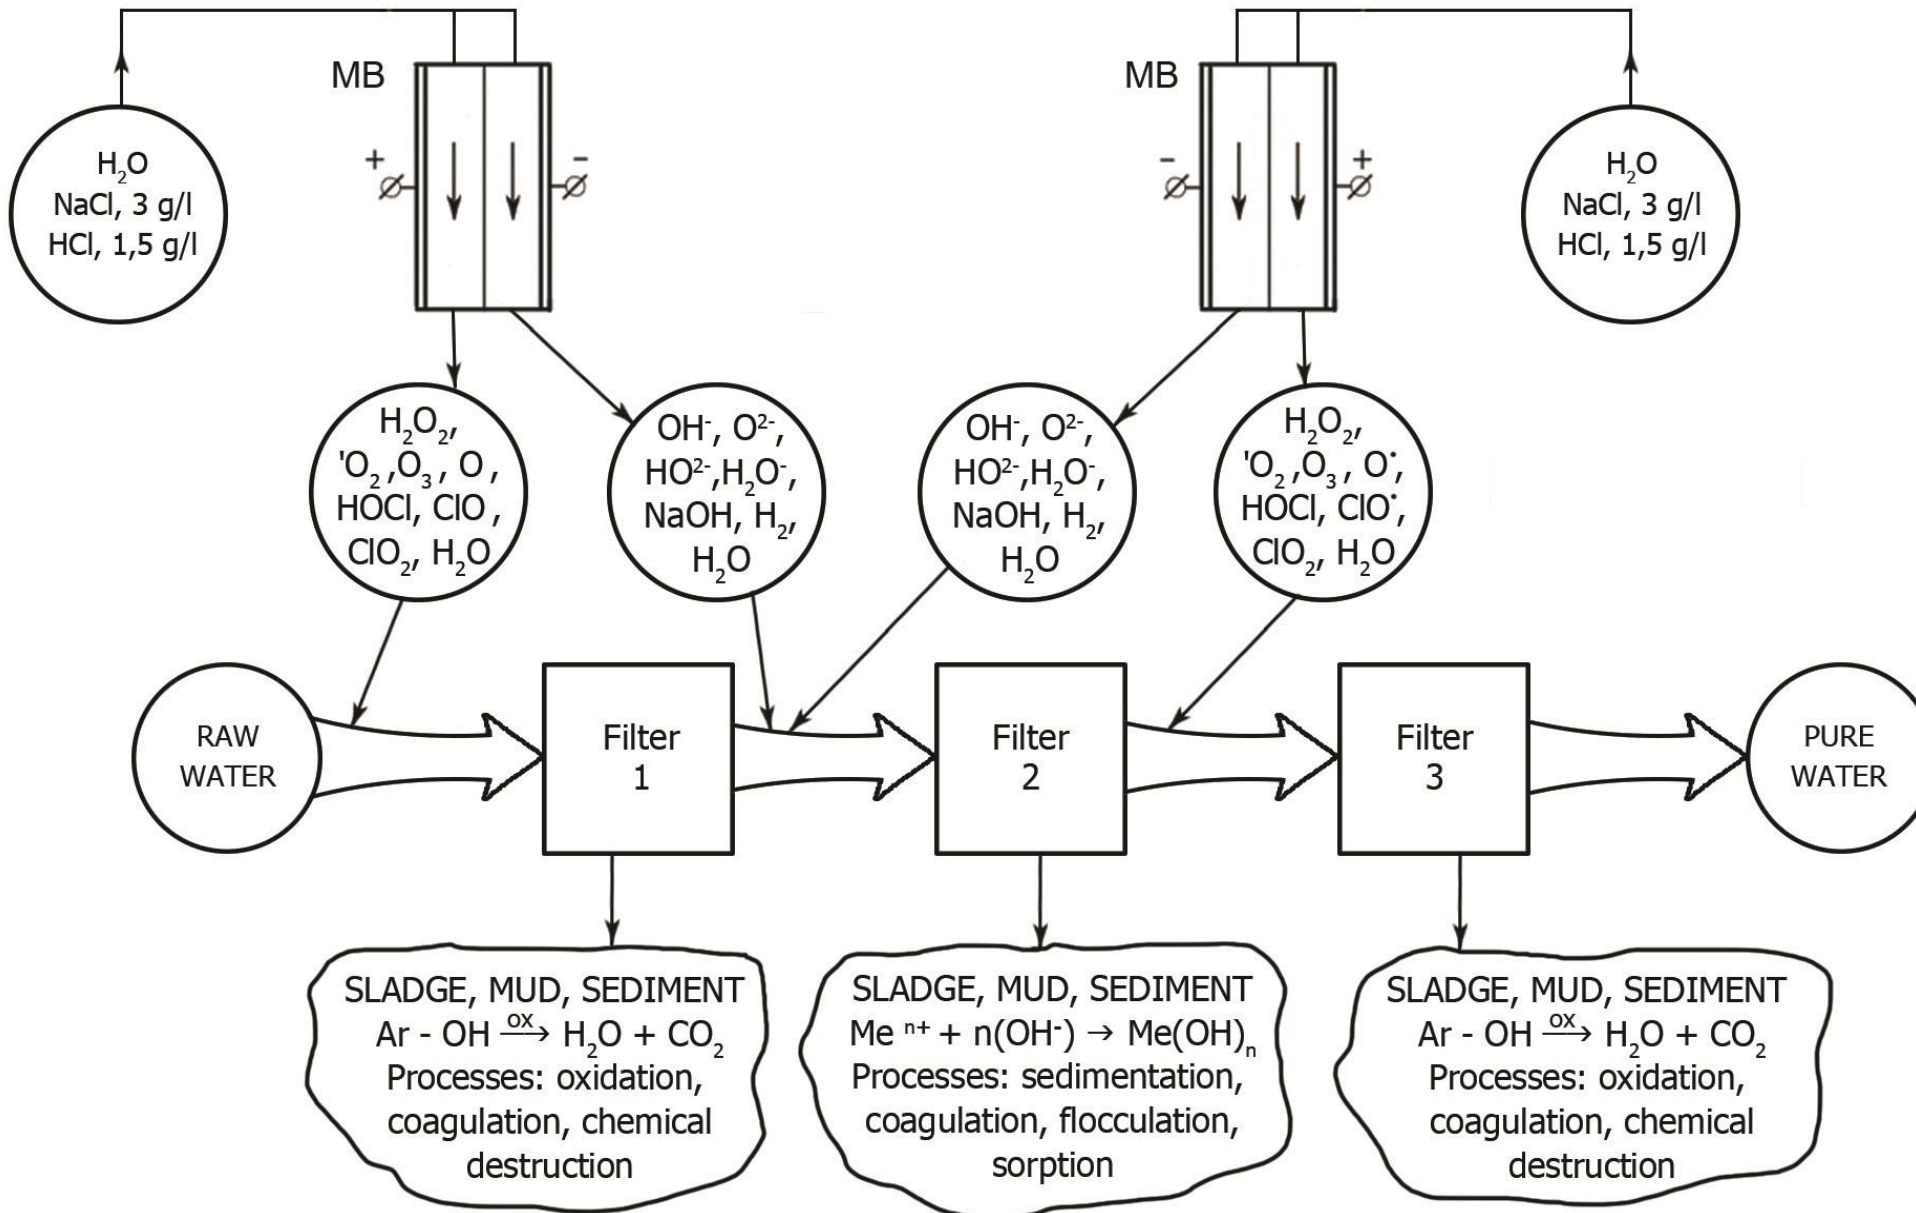 MB
MB
H₂O
NaCl, 3 g/l
HCl, 1,5 g/l
+
-
-
+
H₂O
NaCl, 3 g/l
HCl, 1,5 g/l
H₂O₂,
'O₂ ,O₃ , O ,
HOCl, ClO ,
ClO₂, H₂O
OH⁻, O²⁻,
HO²⁻,H₂O⁻,
NaOH, H₂,
H₂O
OH⁻, O²⁻,
HO²⁻,H₂O⁻,
NaOH, H₂,
H₂O
H₂O₂,
'O₂ ,O₃ , O•,
HOCl, ClO•,
ClO₂, H₂O
RAW
WATER
Filter
1
Filter
2
Filter
3
PURE
WATER
SLADGE, MUD, SEDIMENT
Ar - OH ox→ H₂O + CO₂
Processes: oxidation,
coagulation, chemical
destruction
SLADGE, MUD, SEDIMENT
Me ⁿ⁺ + n(OH⁻) → Me(OH)ₙ
Processes: sedimentation,
coagulation, flocculation,
sorption
SLADGE, MUD, SEDIMENT
Ar - OH ox→ H₂O + CO₂
Processes: oxidation,
coagulation, chemical
destruction